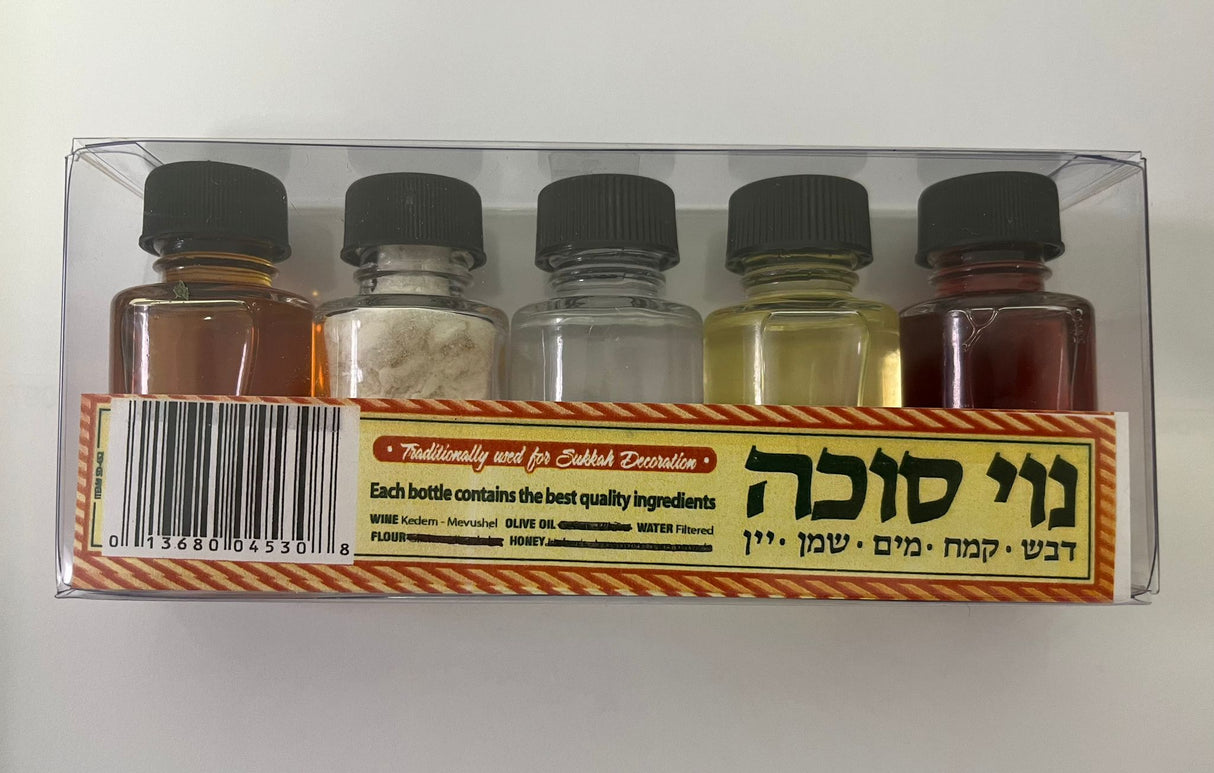 Traditionally used for Sukkah Decoration
Each bottle contains the best quality ingredients
WINE Kedem - Mevushel OLIVE OIL WATER Filtered
FLOUR HONEY
נוי סוכה
דבש · קמח · מים · שמן · יין
0 13680 04530 8